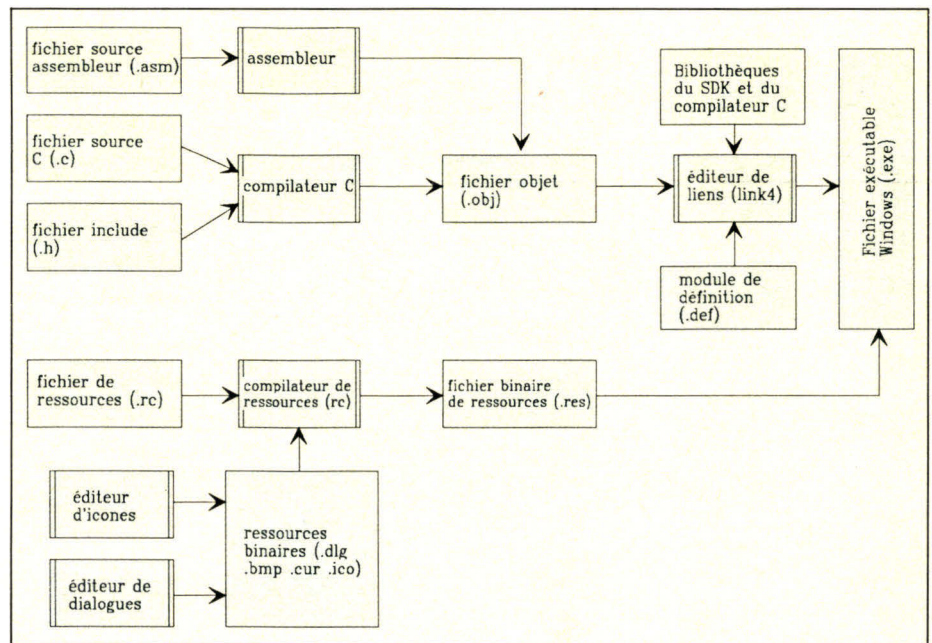 fichier source
assembleur (.asm)
assembleur
Bibliothèques
du SDK et du
compilateur C
fichier source
C (.c)
compilateur C
fichier objet
(.obj)
éditeur de
liens (link4)
Fichier exécutable
Windows (.exe)
fichier include
(.h)
module de
définition
(.def)
fichier de
ressources (.rc)
compilateur de
ressources (rc)
fichier binaire
de ressources (.res)
éditeur
d'icones
ressources
binaires (.dlg
.bmp .cur .ico)
éditeur de
dialogues